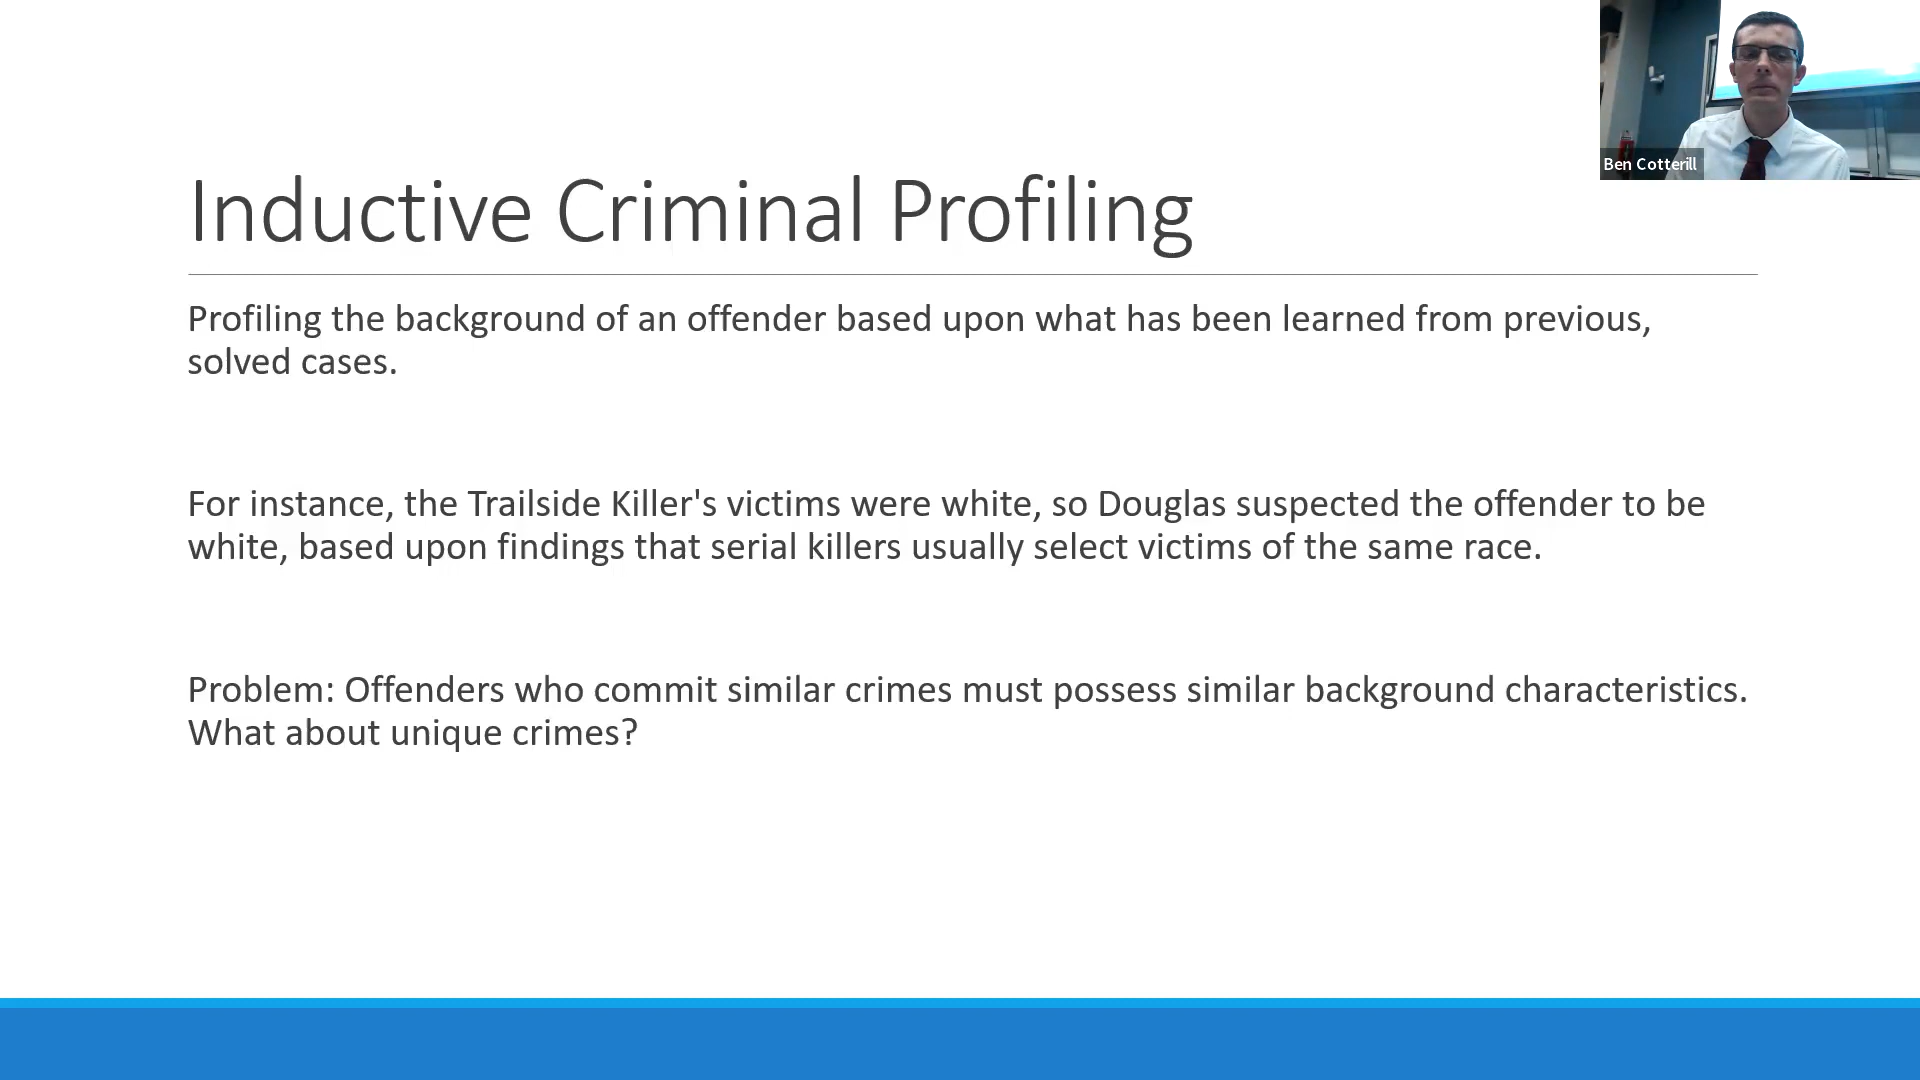 Ben Cotterill
Inductive Criminal Profiling
Profiling the background of an offender based upon what has been learned from previous,
solved cases.
For instance, the Trailside Killer's victims were white, so Douglas suspected the offender to be
white, based upon findings that serial killers usually select victims of the same race.
Problem: Offenders who commit similar crimes must possess similar background characteristics.
What about unique crimes?